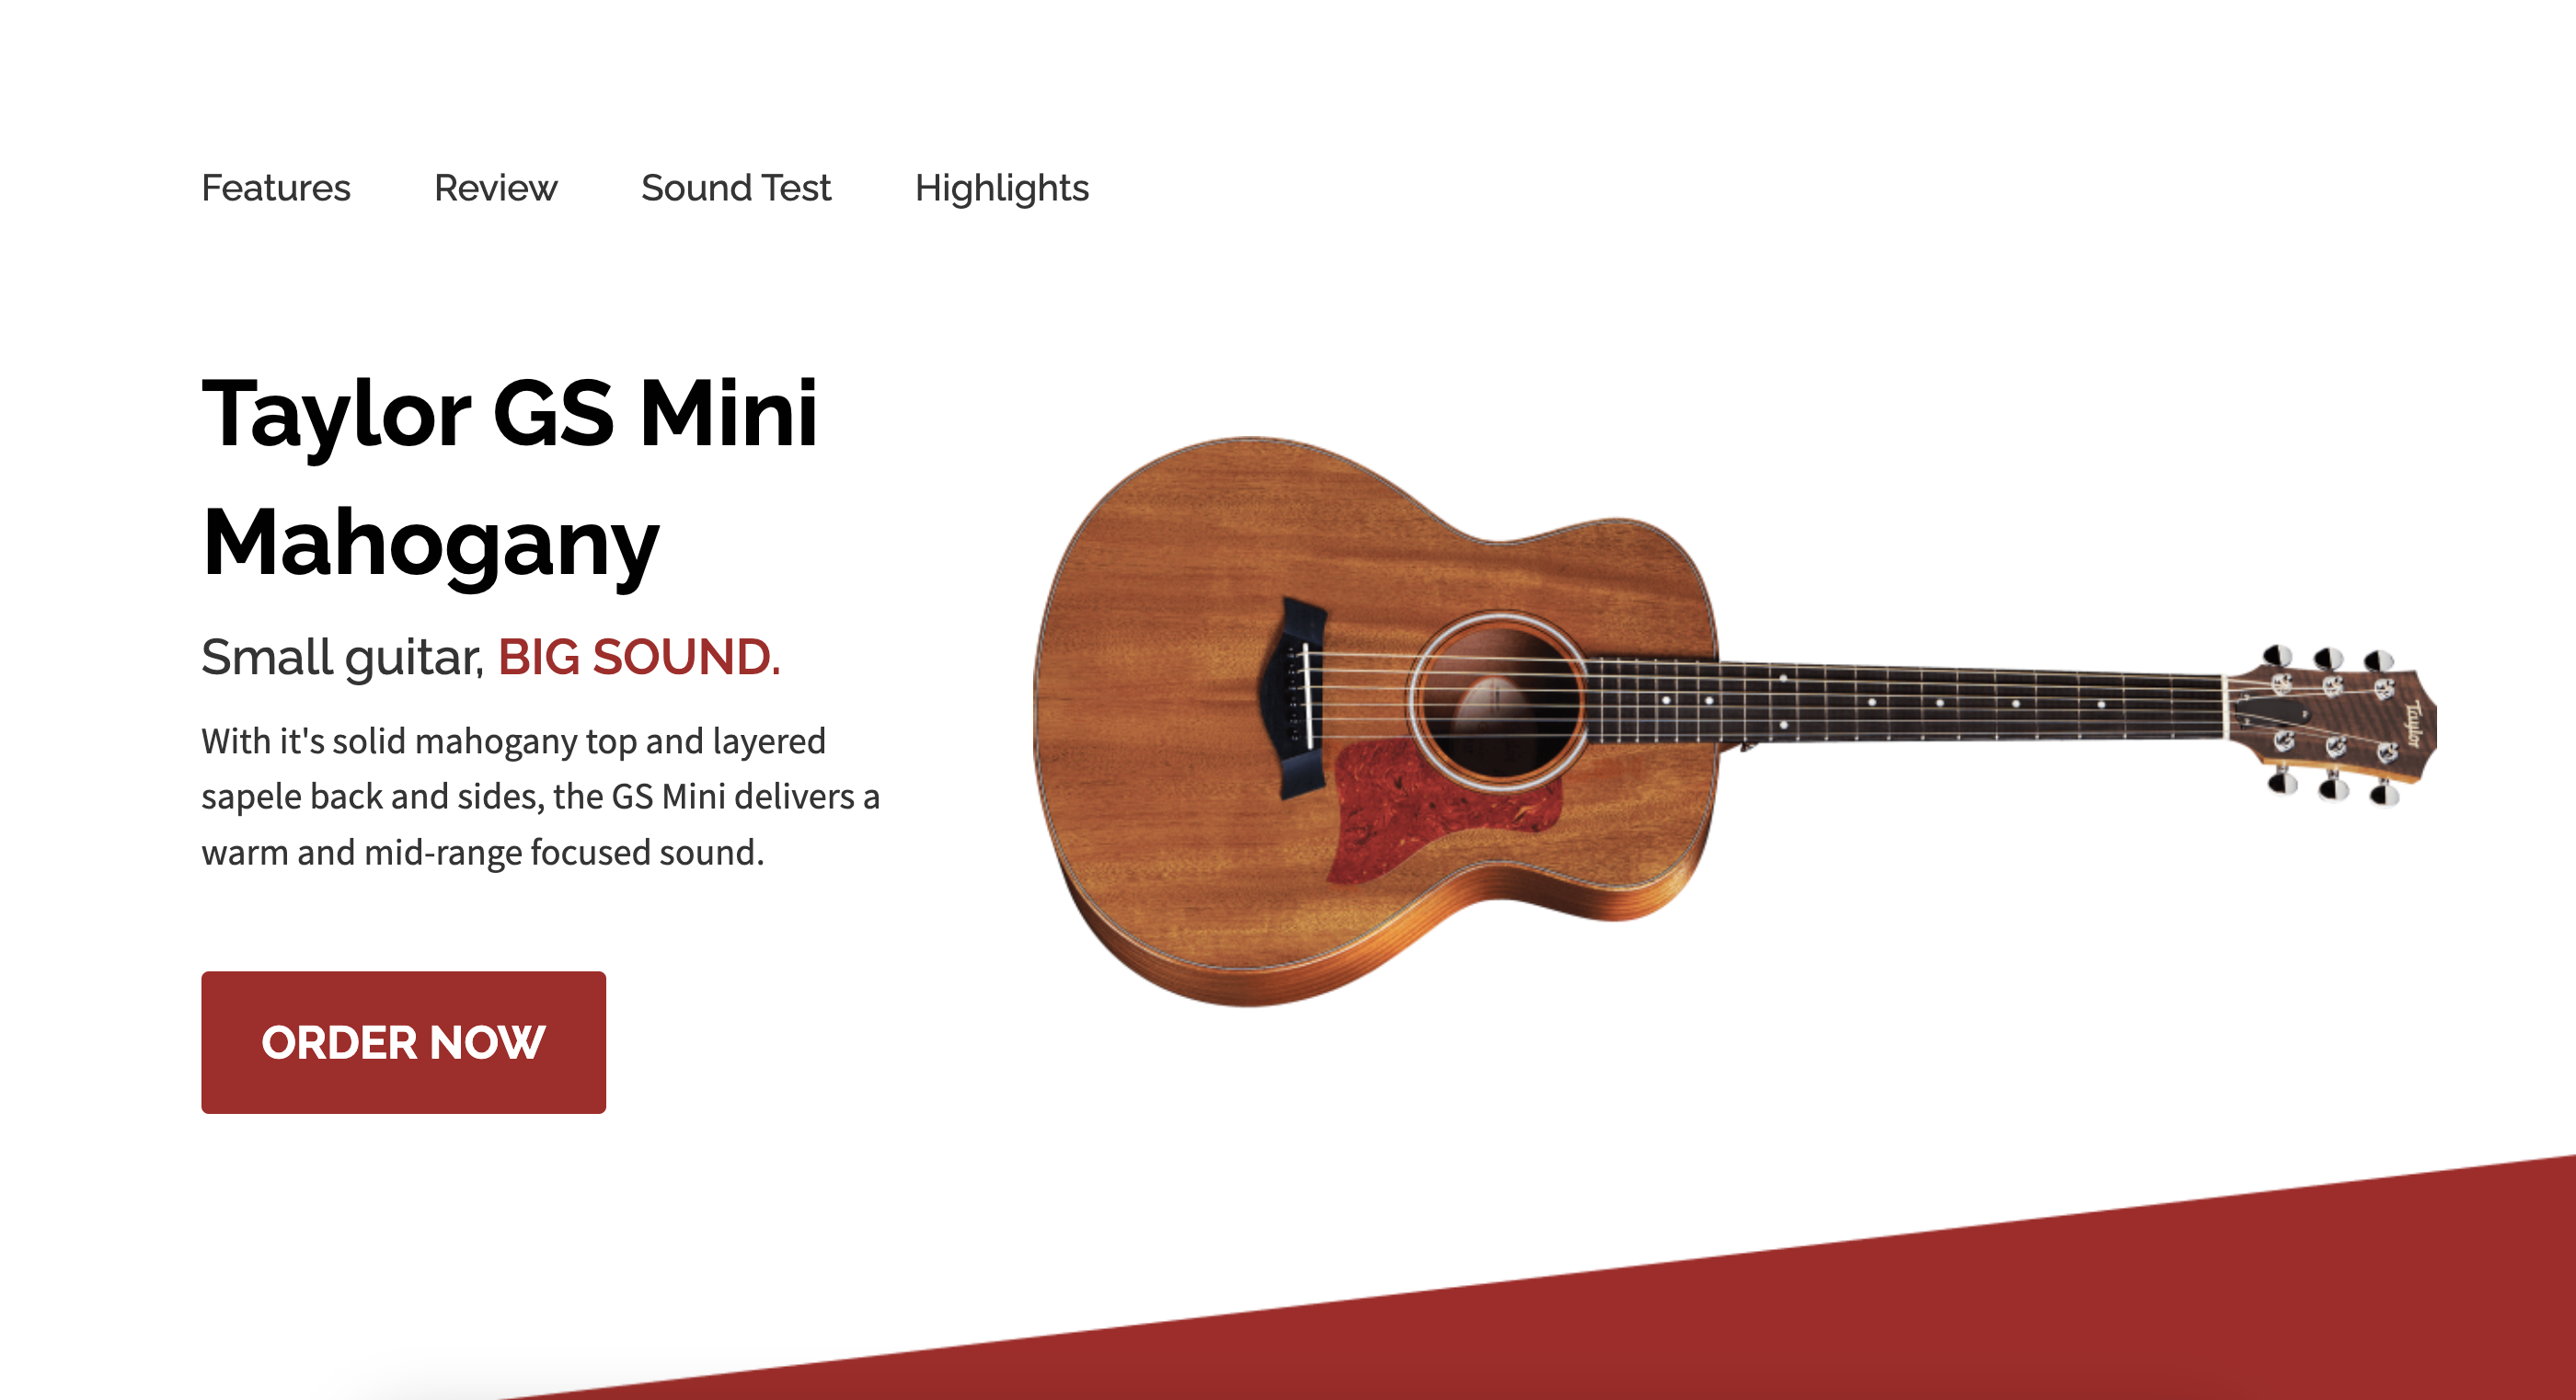 Features Review Sound Test Highlights
Taylor GS Mini
Mahogany
Small guitar, BIG SOUND.
With it's solid mahogany top and layered
sapele back and sides, the GS Mini delivers a
warm and mid-range focused sound.
Taylor
ORDER NOW